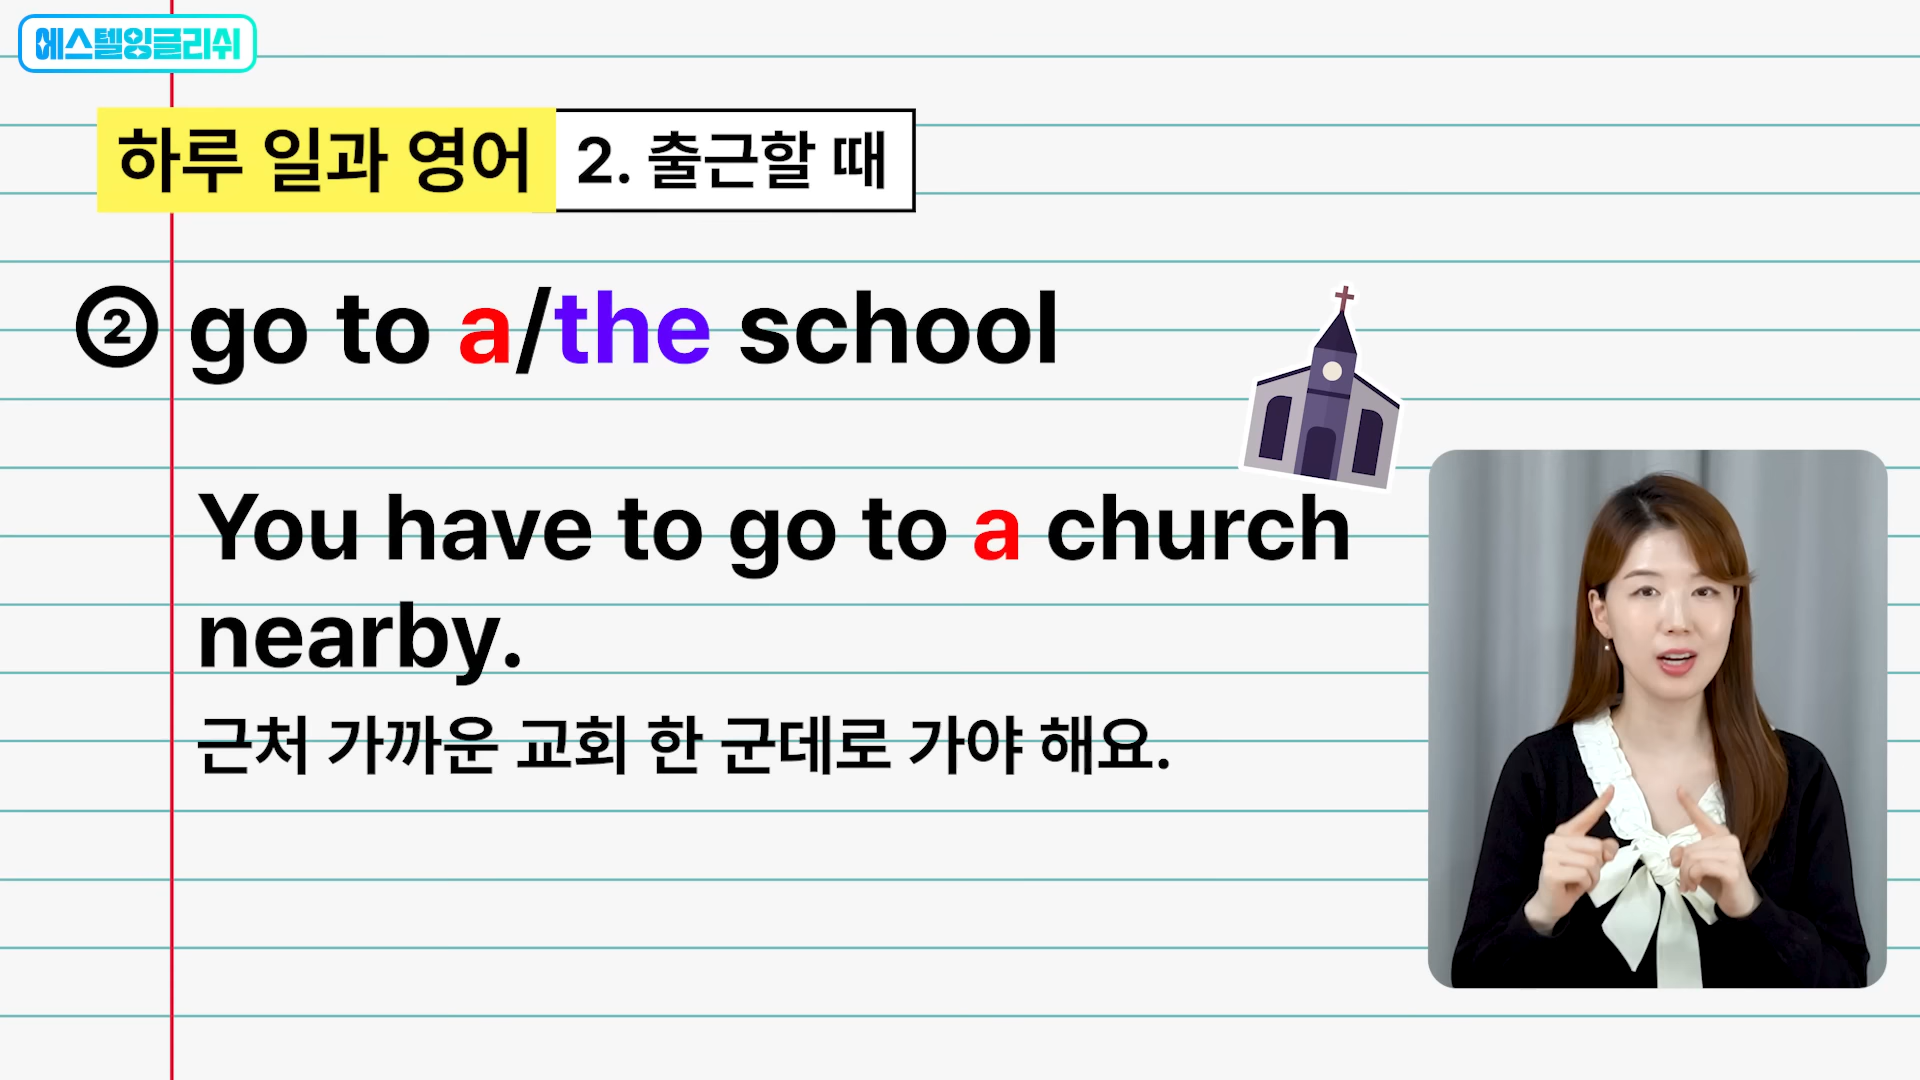 에스텔잉글리쉬
하루 일과 영어 2. 출근할 때
② go to a/the school
You have to go to a church
nearby.
근처 가까운 교회 한 군데로 가야 해요.